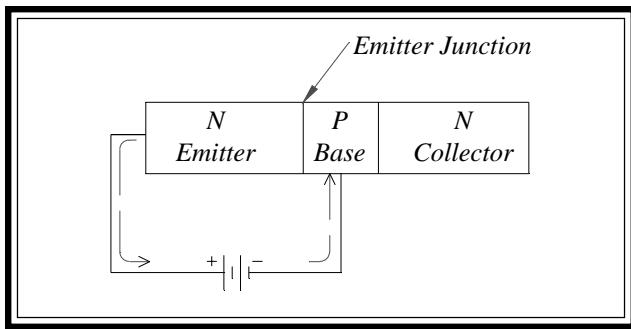 Emitter Junction
N P N
Emitter Base Collector
+ −